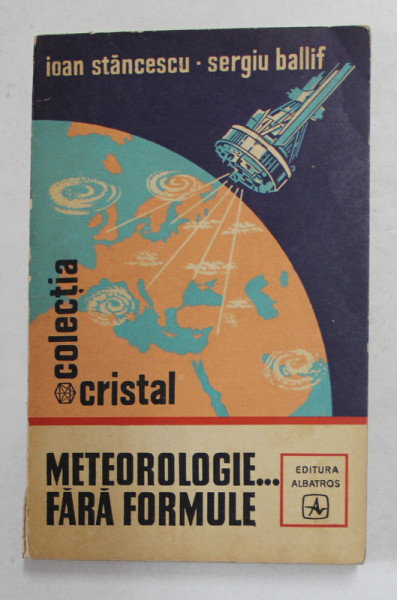 ioan stăncescu · sergiu ballif
colecția
cristal
METEOROLOGIE...
FĂRĂ FORMULE
EDITURA
ALBATROS